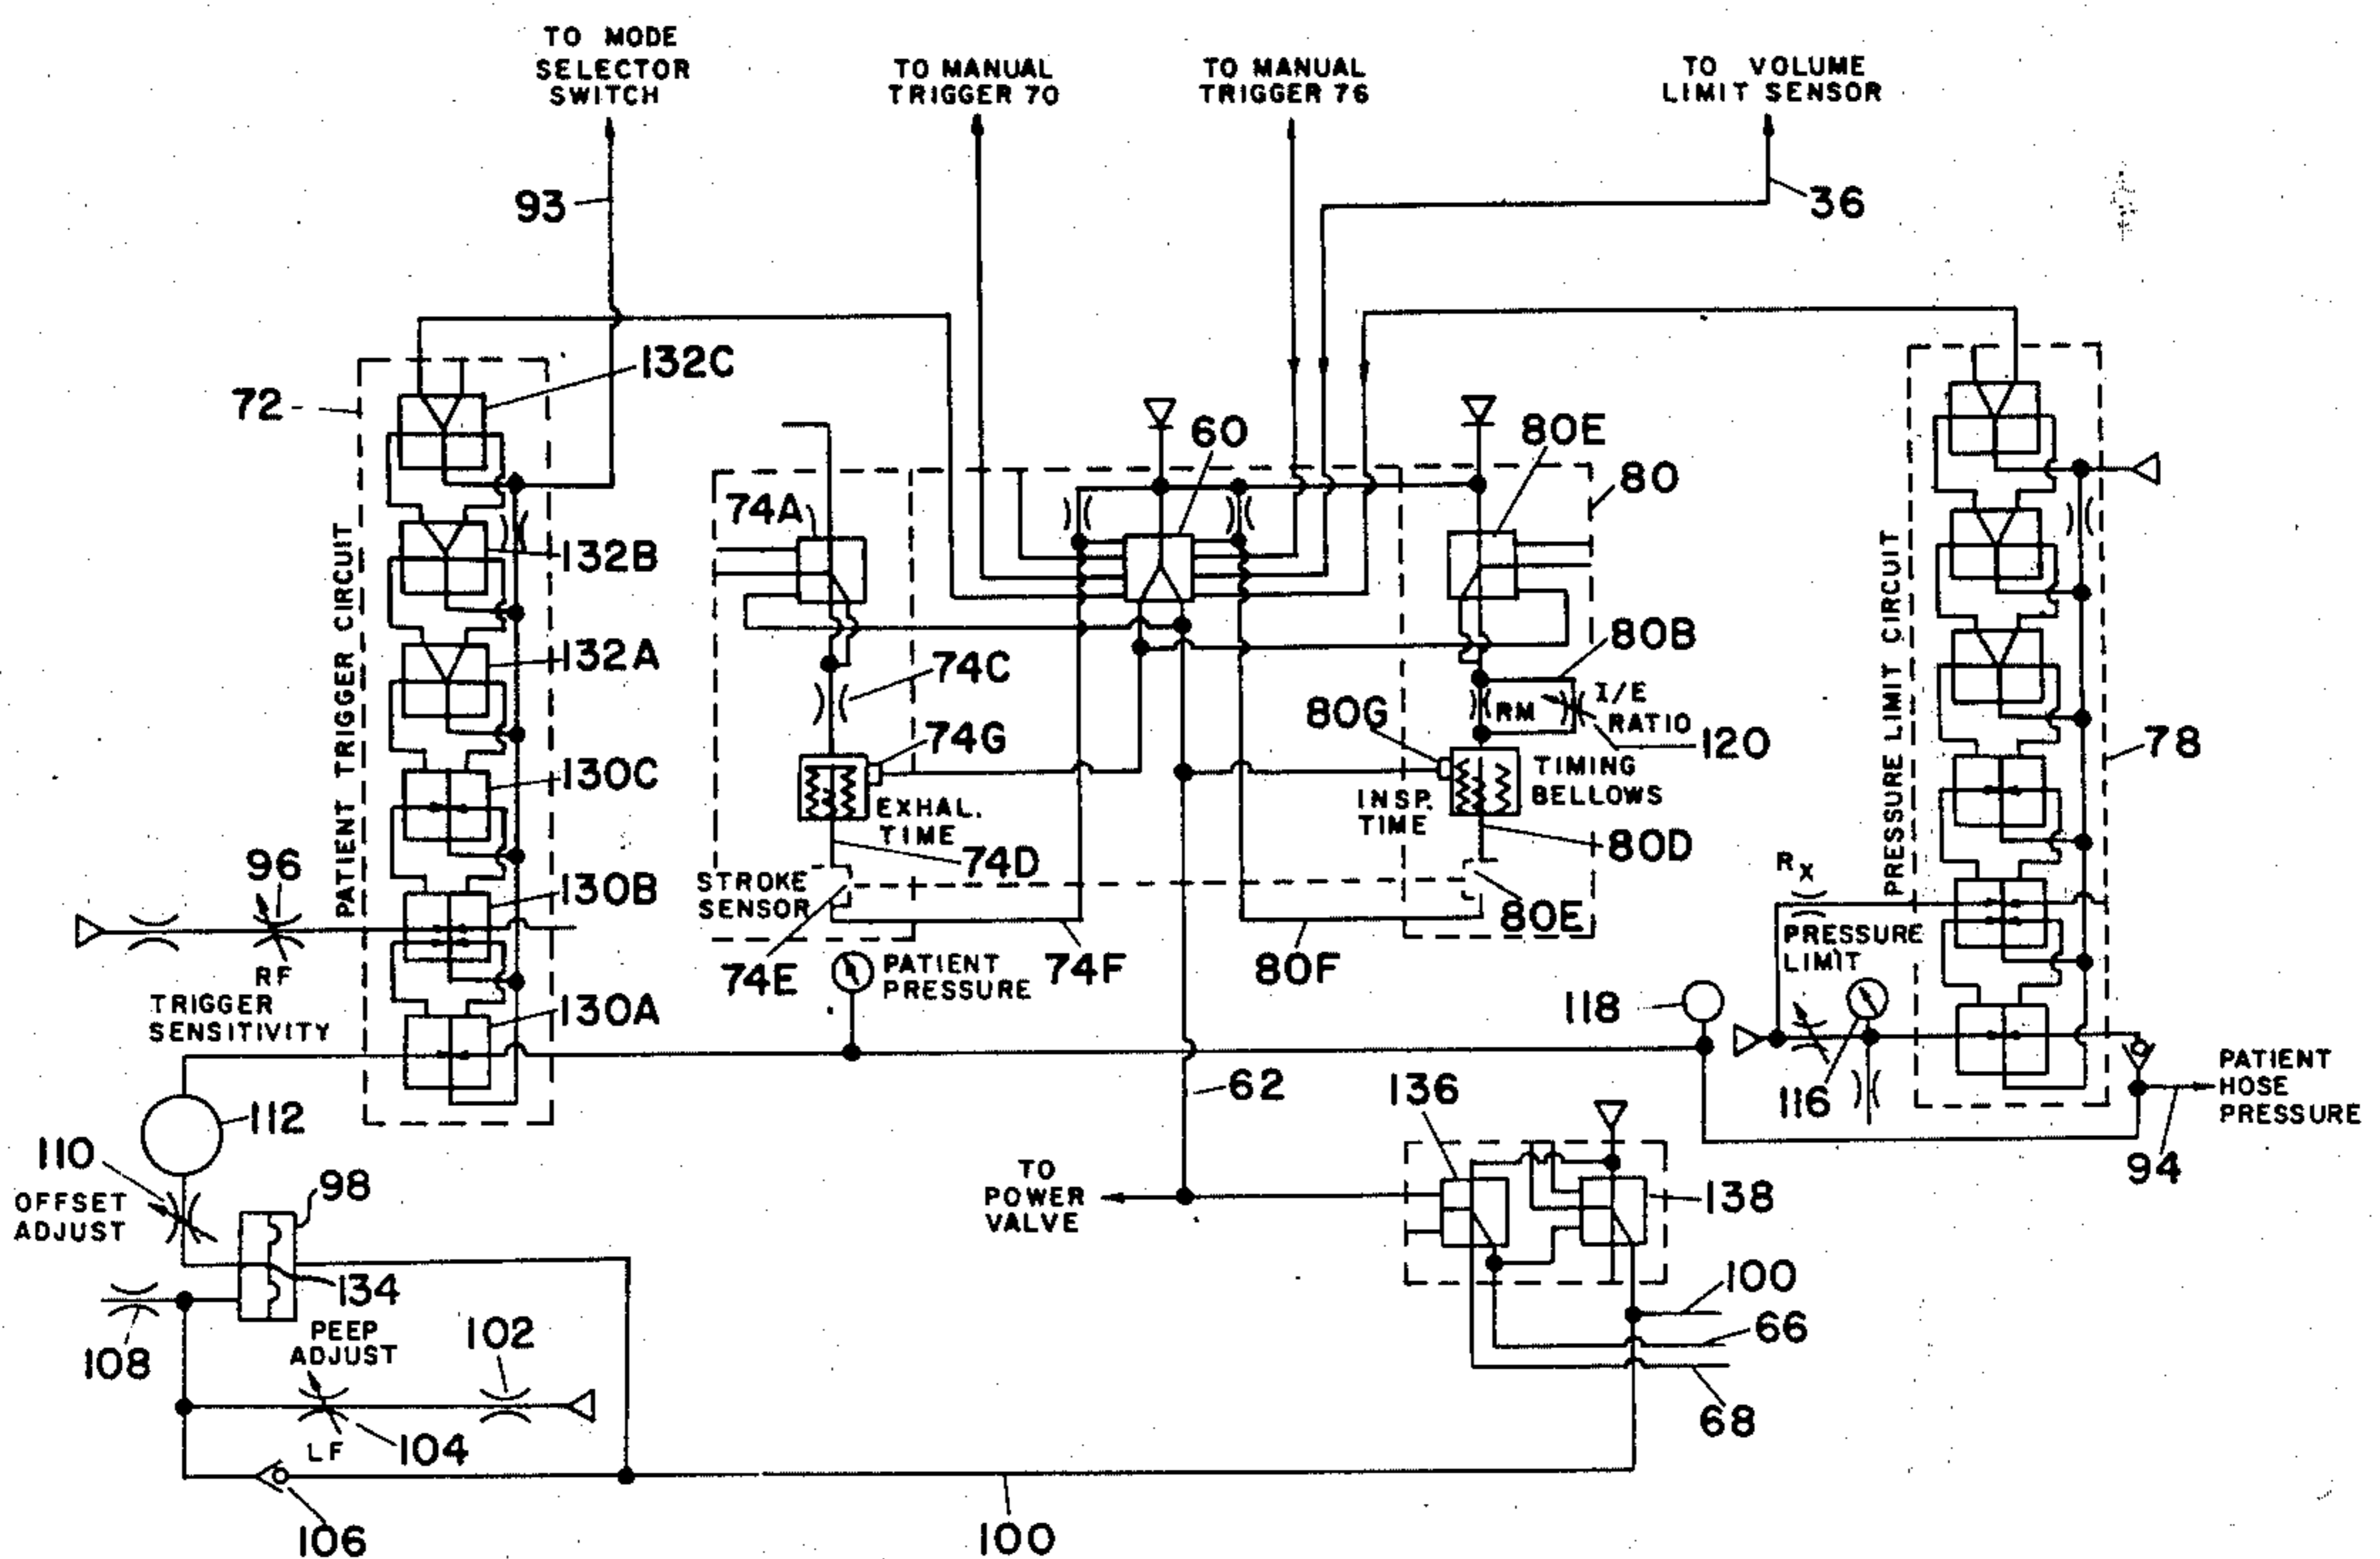 TO MODE
SELECTOR
SWITCH
TO MANUAL
TRIGGER 70
TO MANUAL
TRIGGER 76
TO VOLUME
LIMIT SENSOR
93
36
132C
72
60
80E
80
74A
132B
PATIENT TRIGGER CIRCUIT
PRESSURE LIMIT CIRCUIT
132A
80B
74C
I/E
RATIO
RM
80G
120
74G
78
130C
TIMING
BELLOWS
INSP.
TIME
EXHAL.
TIME
80D
74D
96
130B
STROKE
SENSOR
80E
RX
PRESSURE
LIMIT
RF
74E
PATIENT
PRESSURE
74F
80F
TRIGGER
SENSITIVITY
130A
118
116
PATIENT
HOSE
PRESSURE
94
62
136
112
110
OFFSET
ADJUST
98
TO
POWER
VALVE
138
134
100
66
108
PEEP
ADJUST
102
68
LF
104
106
100